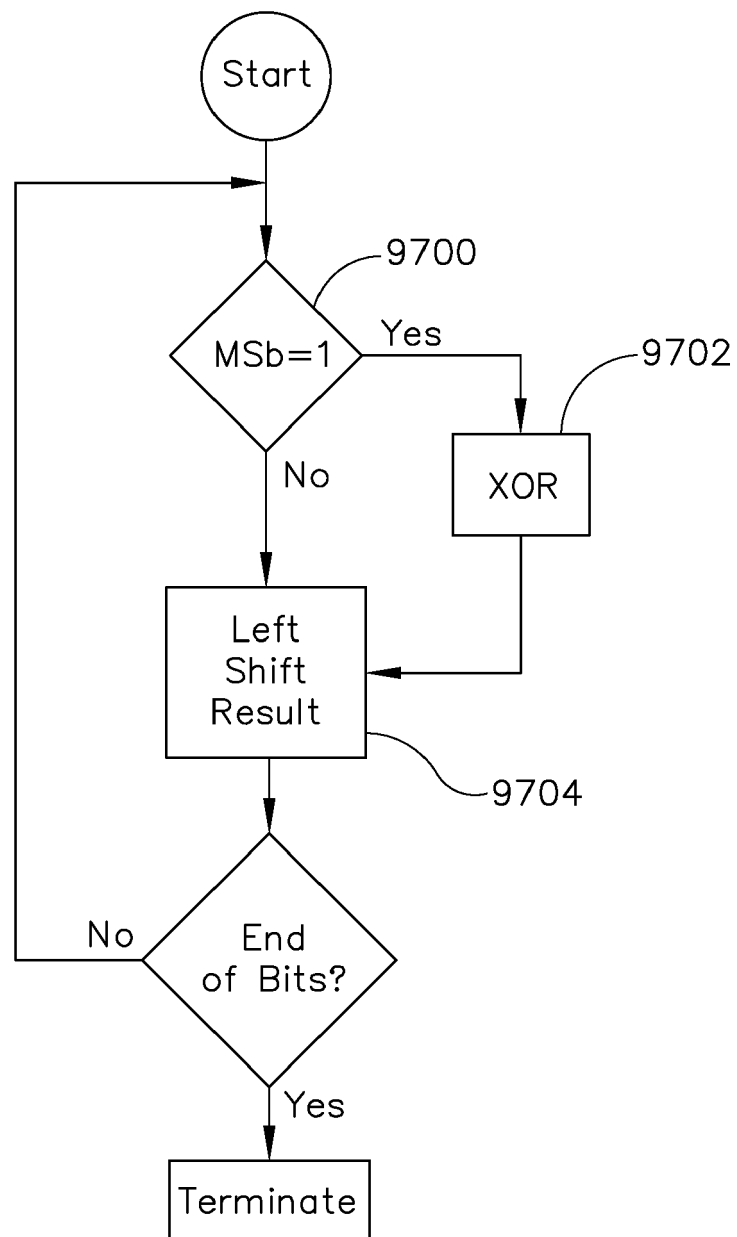 Start
9700
MSb=1
Yes
9702
XOR
No
Left
Shift
Result
9704
No
End
of Bits?
Yes
Terminate